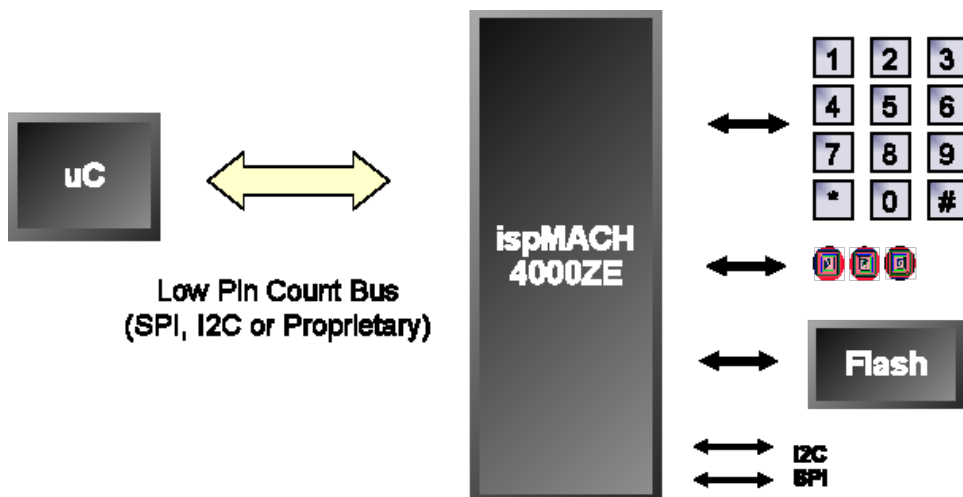 uC
Low Pin Count Bus
(SPI, I2C or Proprietary)
ispMACH
4000ZE
1 2 3
4 5 6
7 8 9
* 0 #
Flash
I2C
SPI